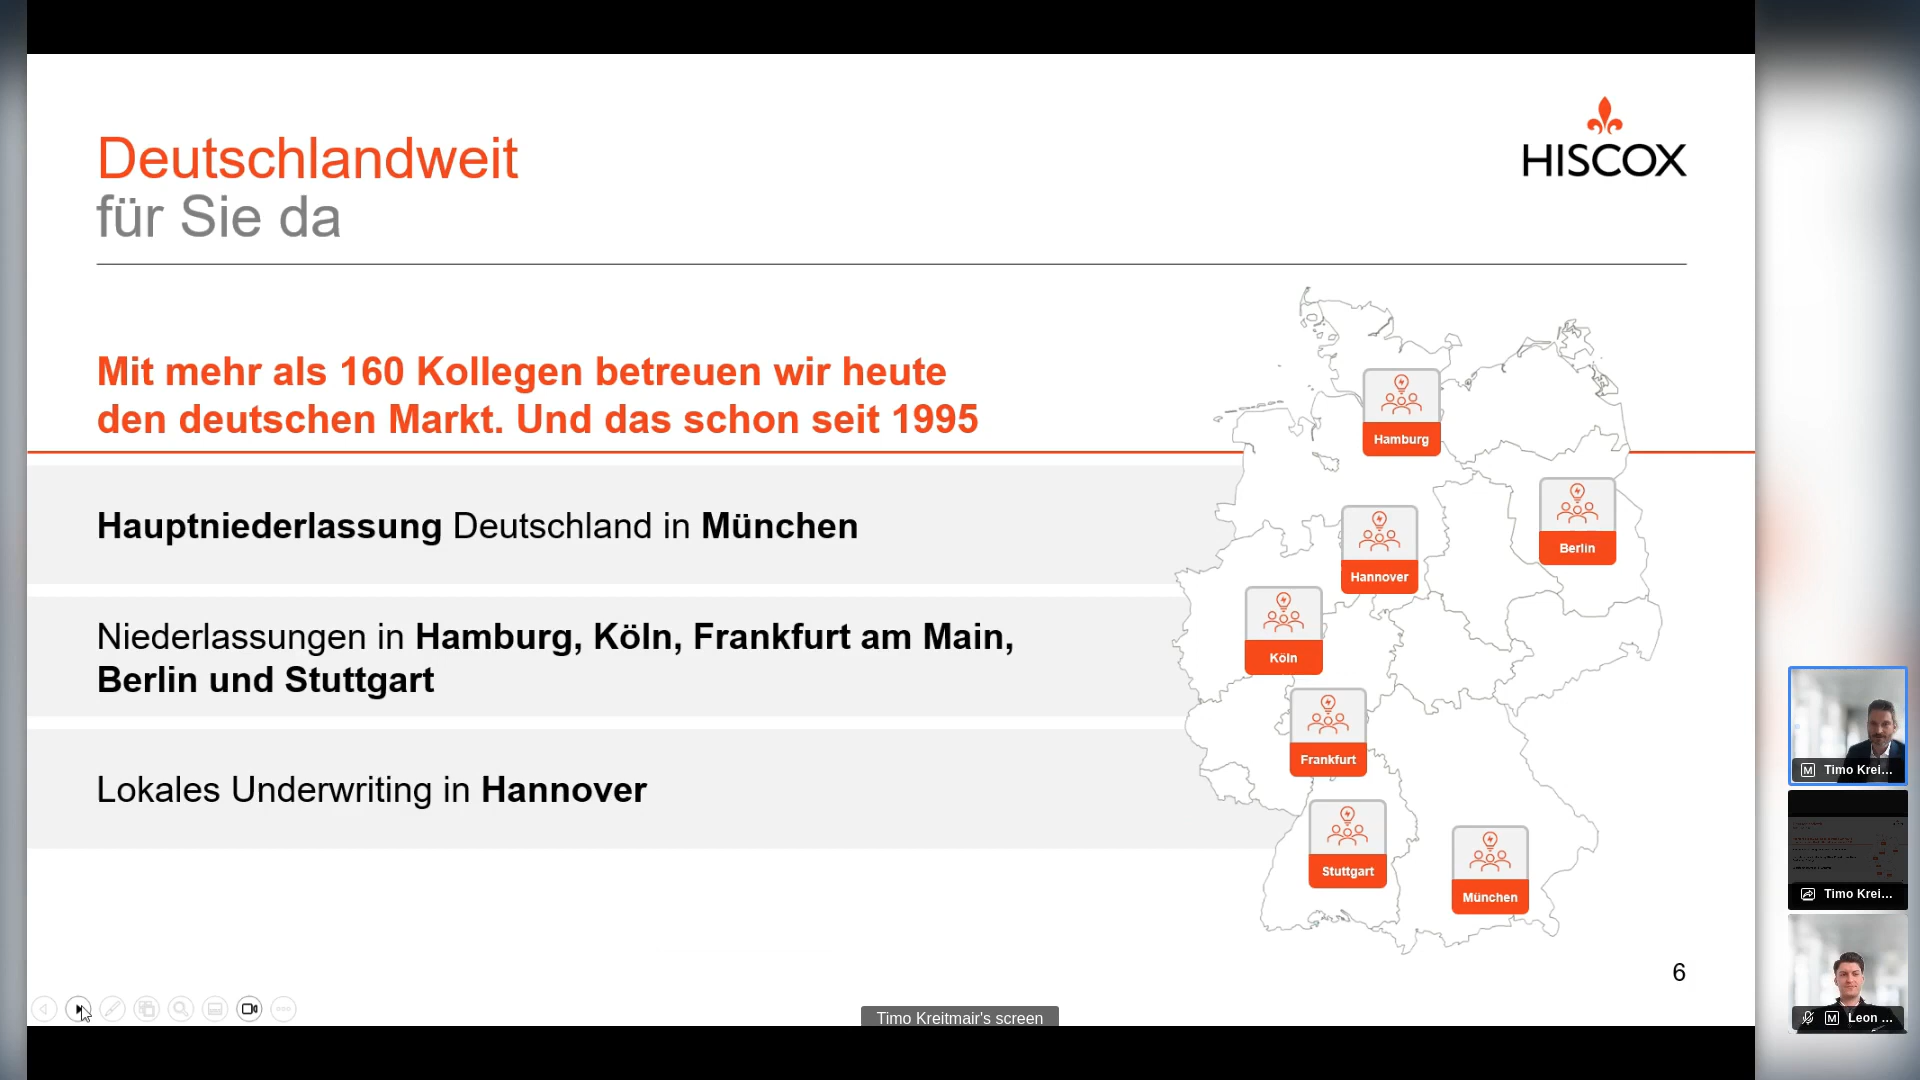 Deutschlandweit
für Sie da
HISCOX
Mit mehr als 160 Kollegen betreuen wir heute
den deutschen Markt. Und das schon seit 1995
Hauptniederlassung Deutschland in München
Niederlassungen in Hamburg, Köln, Frankfurt am Main,
Berlin und Stuttgart
Lokales Underwriting in Hannover
Hamburg
Berlin
Hannover
Köln
Frankfurt
Stuttgart
München
6
Timo Kreitmair's screen
M Timo Krei...
Timo Krei...
M Leon ...